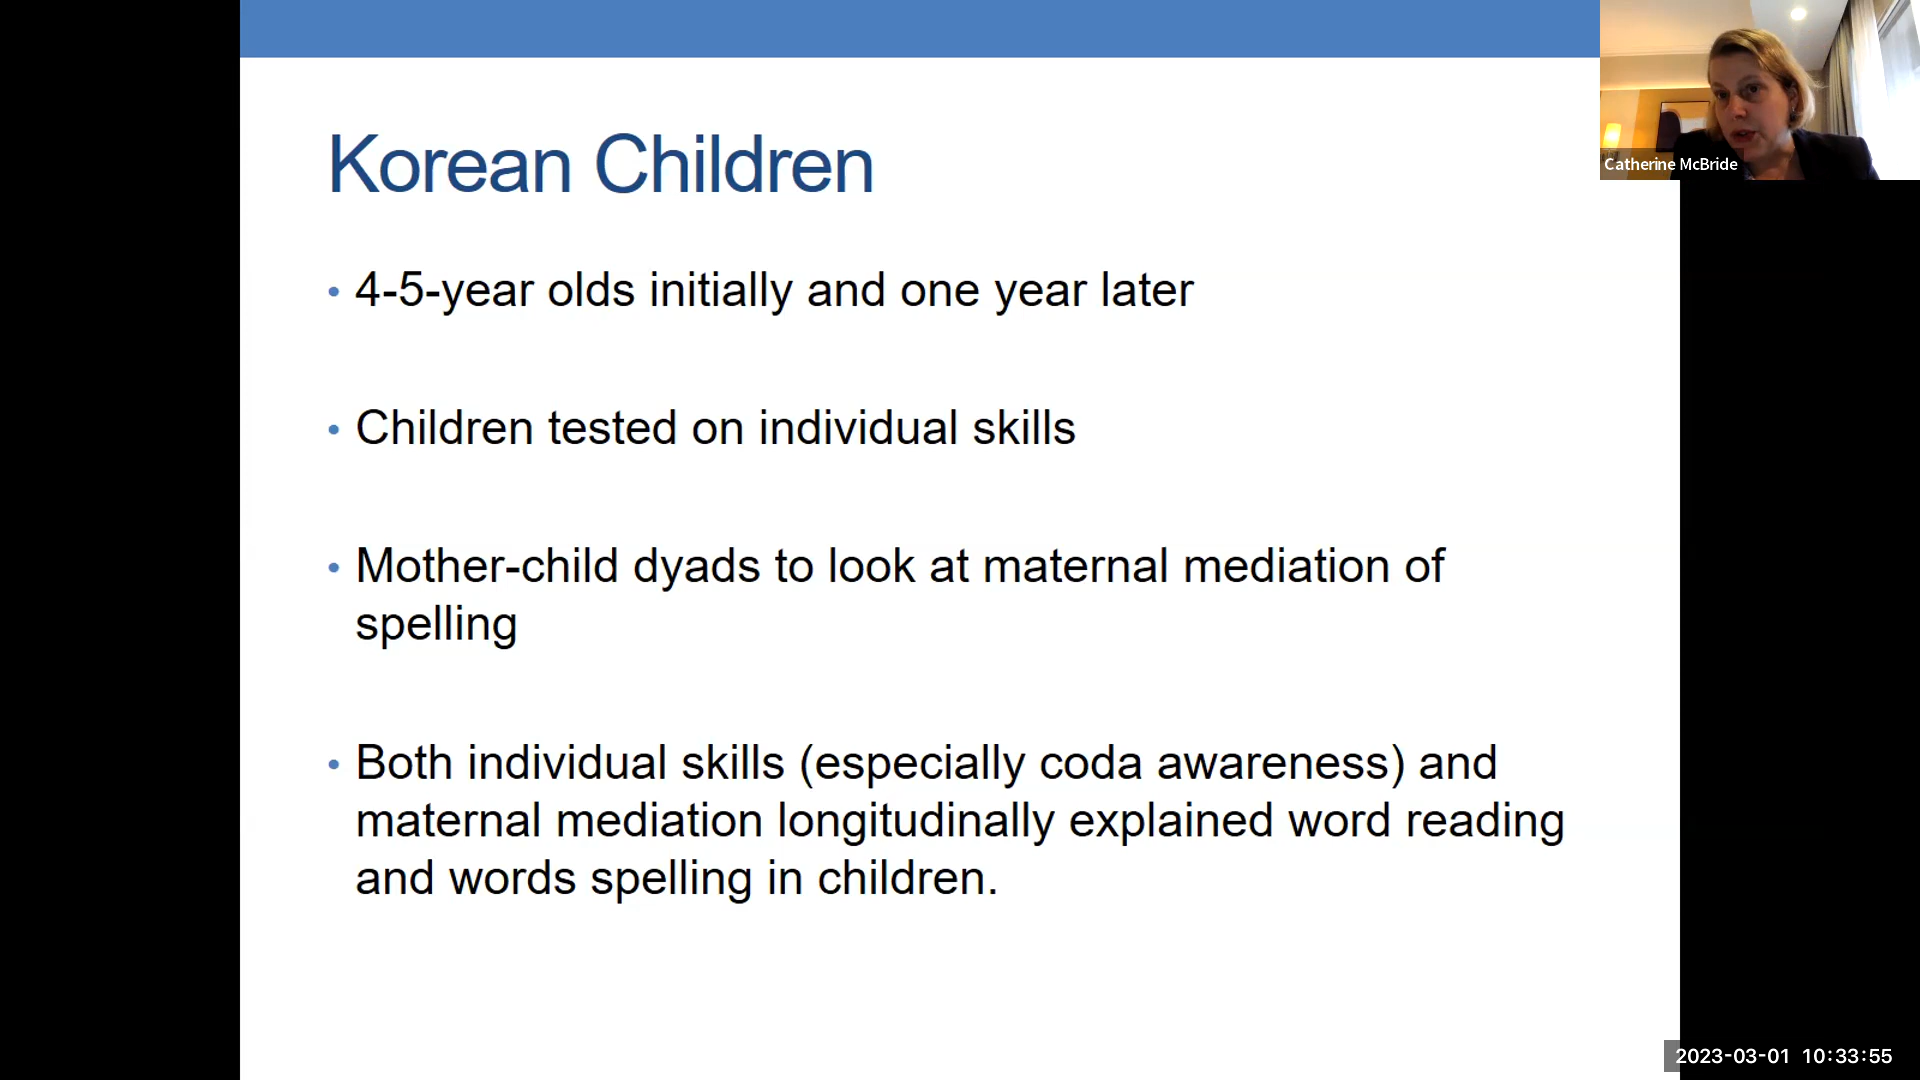 Korean Children
• 4-5-year olds initially and one year later
• Children tested on individual skills
• Mother-child dyads to look at maternal mediation of
spelling
• Both individual skills (especially coda awareness) and
maternal mediation longitudinally explained word reading
and words spelling in children.
Catherine McBride
2023-03-01 10:33:55